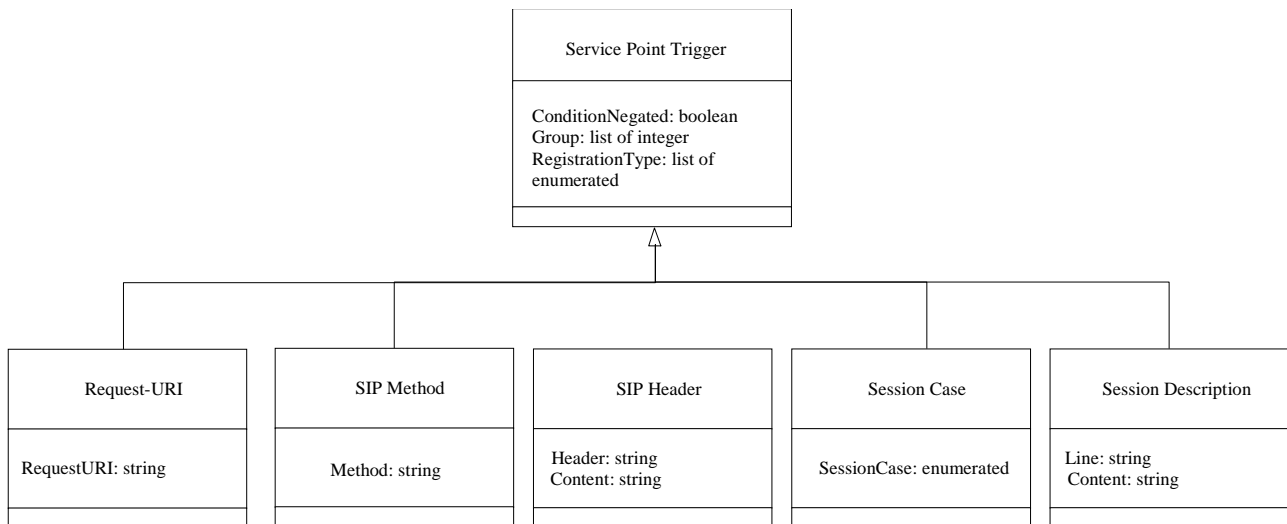 Service Point Trigger
ConditionNegated: boolean
Group: list of integer
RegistrationType: list of
enumerated
Request-URI
RequestURI: string
SIP Method
Method: string
SIP Header
Header: string
Content: string
Session Case
SessionCase: enumerated
Session Description
Line: string
Content: string